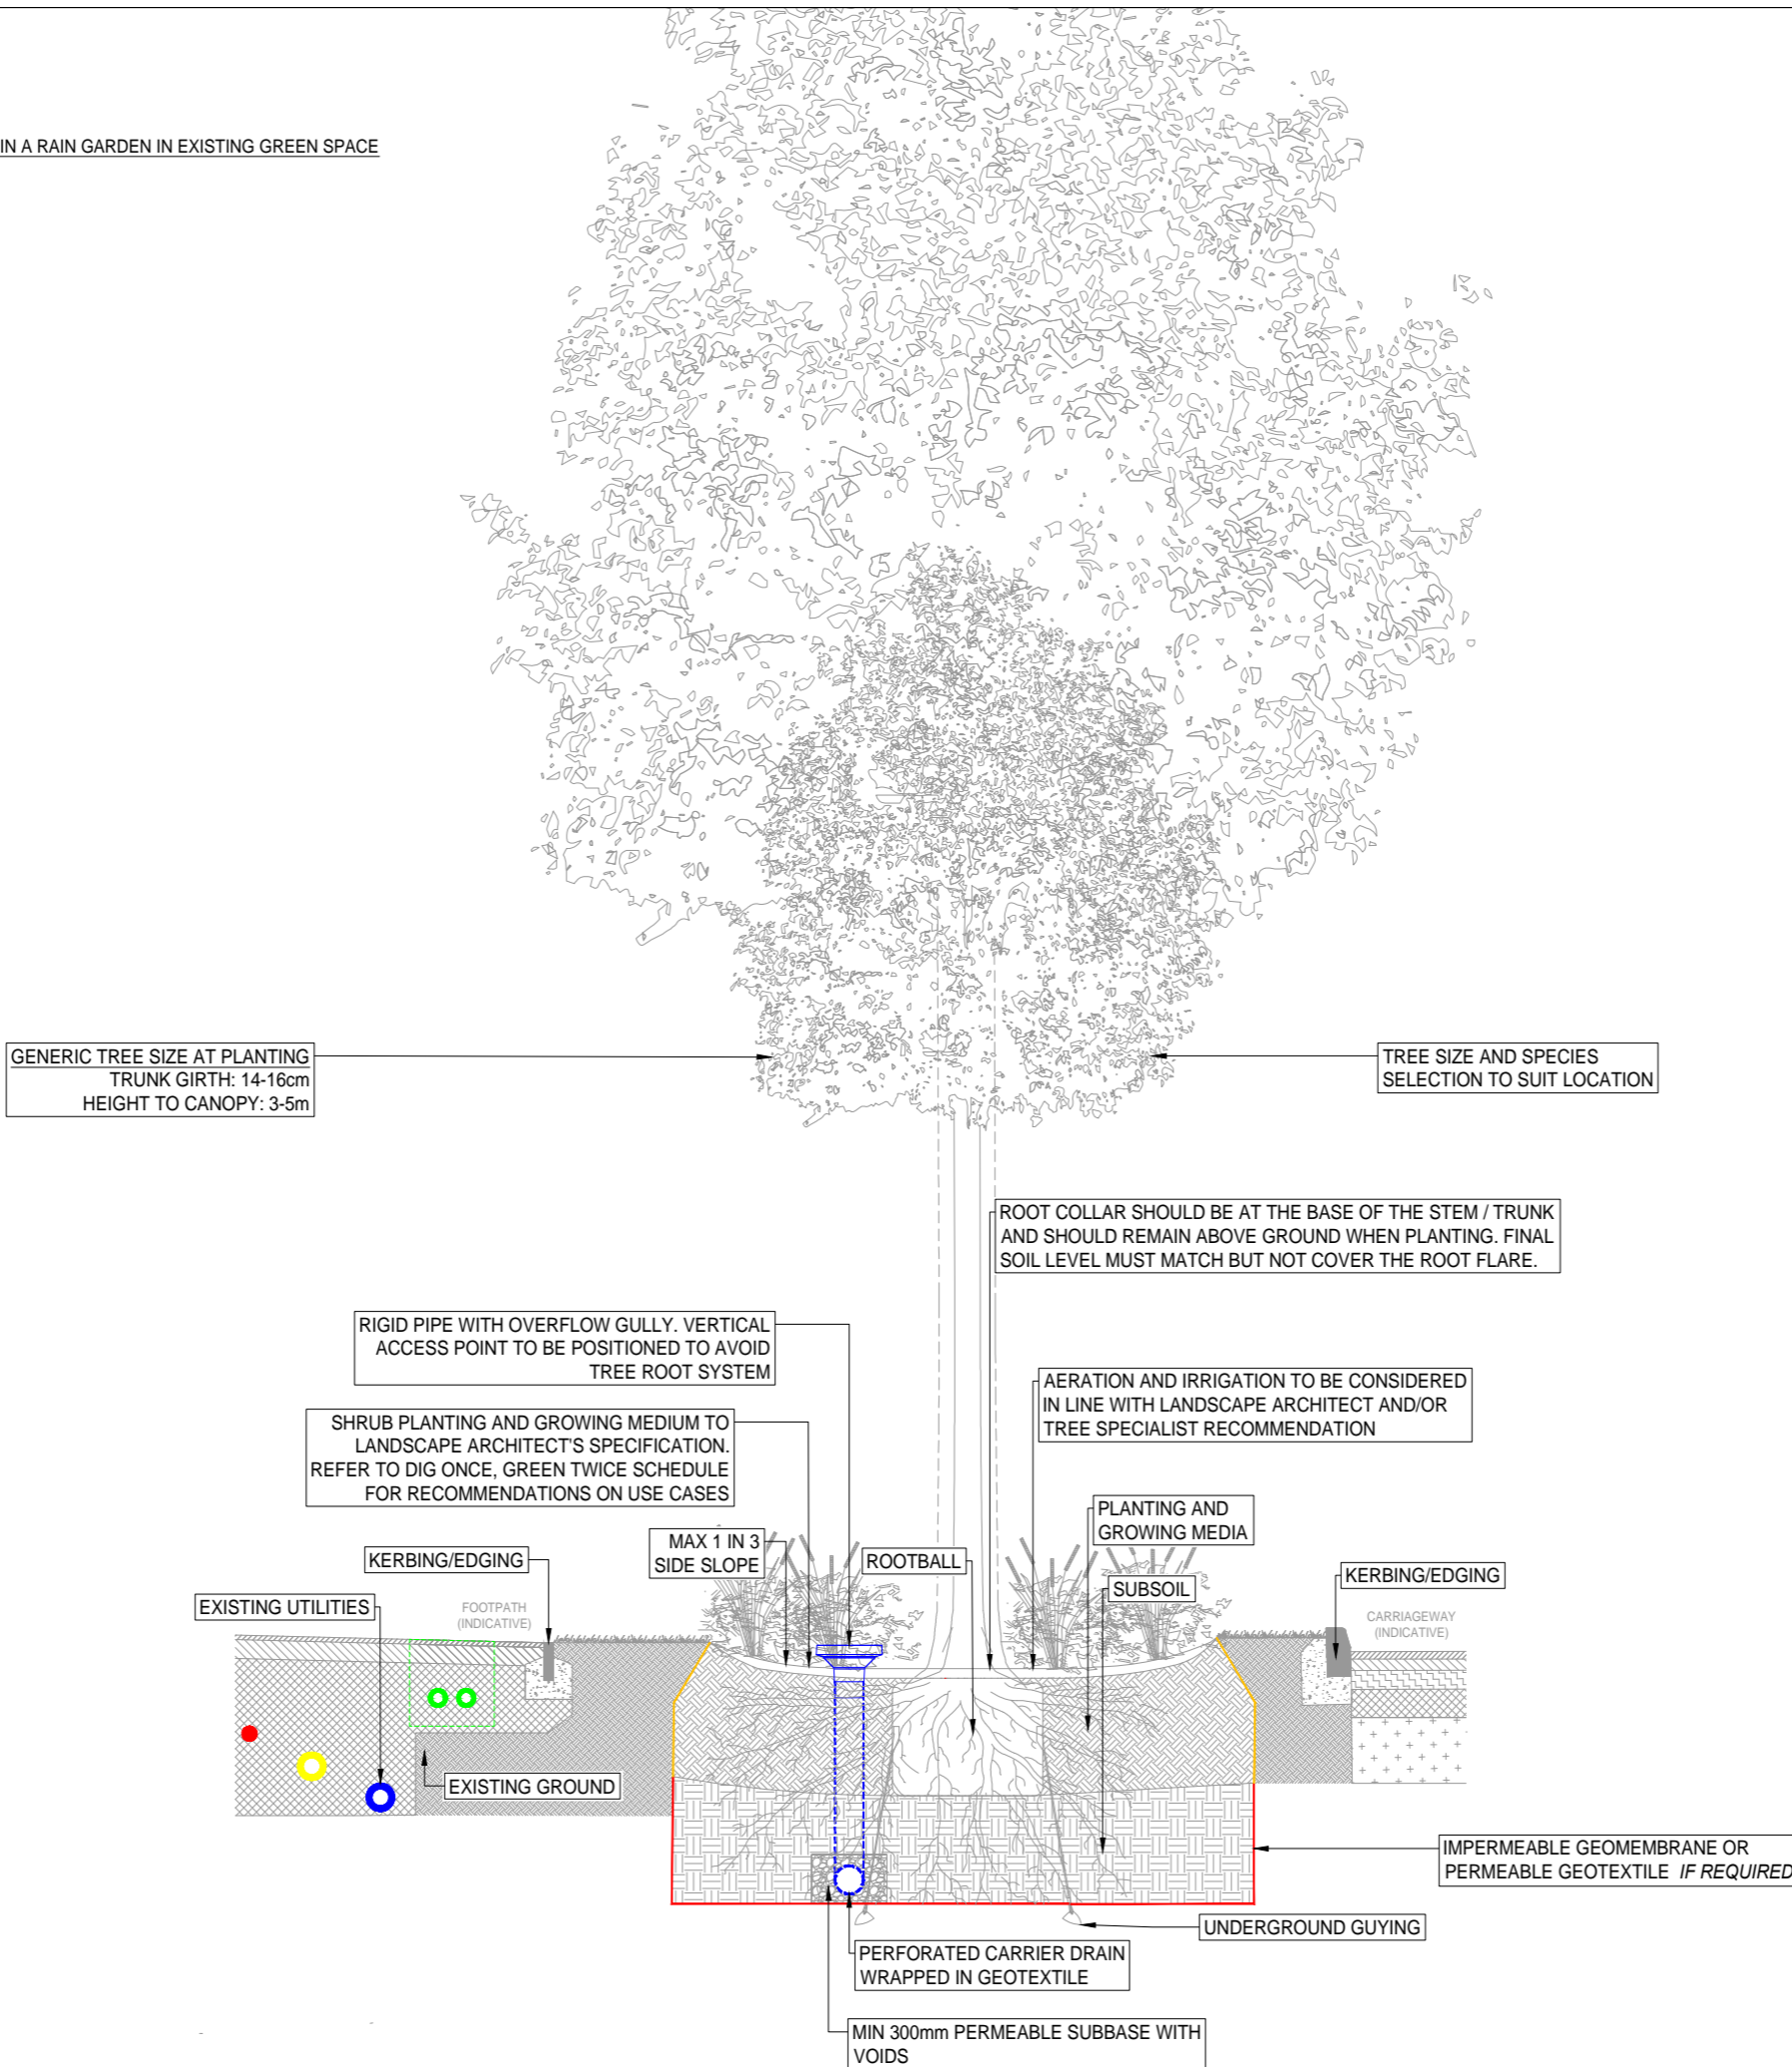 IN A RAIN GARDEN IN EXISTING GREEN SPACE
GENERIC TREE SIZE AT PLANTING
TRUNK GIRTH: 14-16cm
HEIGHT TO CANOPY: 3-5m
TREE SIZE AND SPECIES
SELECTION TO SUIT LOCATION
ROOT COLLAR SHOULD BE AT THE BASE OF THE STEM / TRUNK
AND SHOULD REMAIN ABOVE GROUND WHEN PLANTING. FINAL
SOIL LEVEL MUST MATCH BUT NOT COVER THE ROOT FLARE.
RIGID PIPE WITH OVERFLOW GULLY. VERTICAL
ACCESS POINT TO BE POSITIONED TO AVOID
TREE ROOT SYSTEM
AERATION AND IRRIGATION TO BE CONSIDERED
IN LINE WITH LANDSCAPE ARCHITECT AND/OR
TREE SPECIALIST RECOMMENDATION
SHRUB PLANTING AND GROWING MEDIUM TO
LANDSCAPE ARCHITECT'S SPECIFICATION.
REFER TO DIG ONCE, GREEN TWICE SCHEDULE
FOR RECOMMENDATIONS ON USE CASES
PLANTING AND
GROWING MEDIA
MAX 1 IN 3
SIDE SLOPE
ROOTBALL
KERBING/EDGING
SUBSOIL
KERBING/EDGING
EXISTING UTILITIES
FOOTPATH
(INDICATIVE)
CARRIAGEWAY
(INDICATIVE)
EXISTING GROUND
IMPERMEABLE GEOMEMBRANE OR
PERMEABLE GEOTEXTILE IF REQUIRED
UNDERGROUND GUYING
PERFORATED CARRIER DRAIN
WRAPPED IN GEOTEXTILE
MIN 300mm PERMEABLE SUBBASE WITH
VOIDS